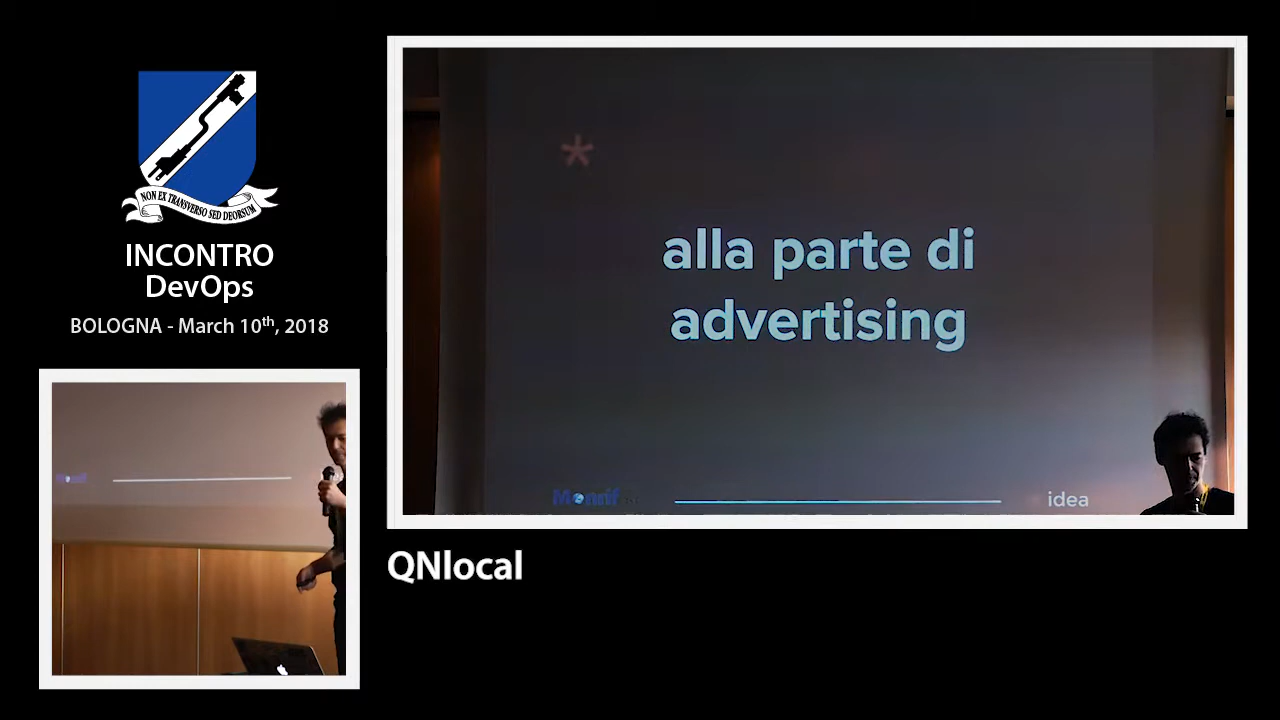 NON EX TRANSVERSO SED DEORSUM
INCONTRO
DevOps
BOLOGNA - March 10th, 2018
*
alla parte di
advertising
Monrif
idea
QNlocal